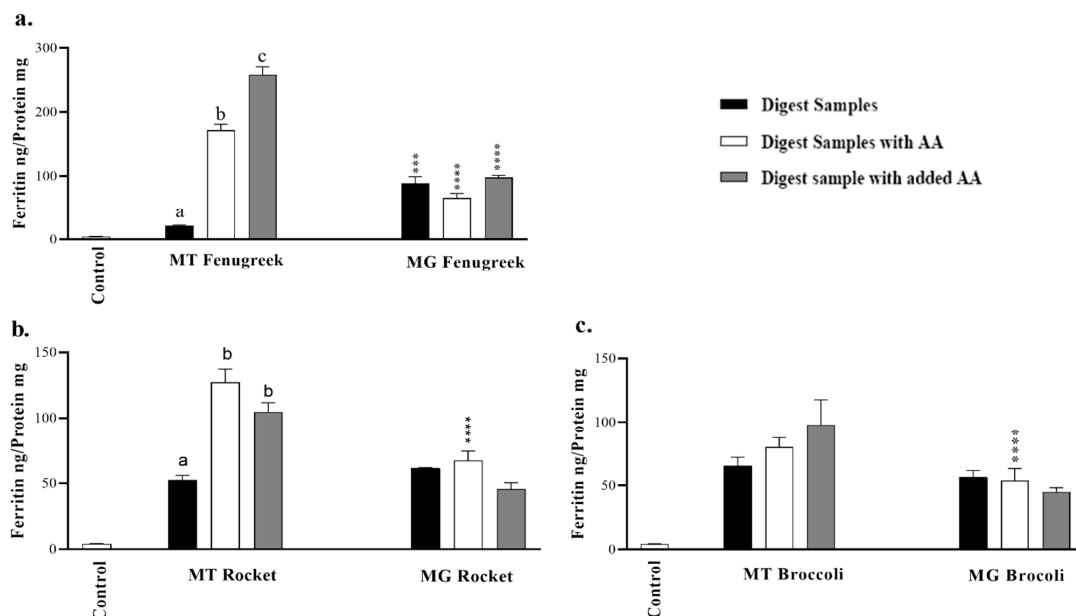 a.
Ferritin ng/Protein mg
300
200
100
0
a
b
c
***
****
****
Control
MT Fenugreek
MG Fenugreek
Digest Samples
Digest Samples with AA
Digest sample with added AA
b.
Ferritin ng/Protein mg
150
100
50
0
a
b
b
****
Control
MT Rocket
MG Rocket
c.
Ferritin ng/Protein mg
150
100
50
0
****
Control
MT Broccoli
MG Brocoli